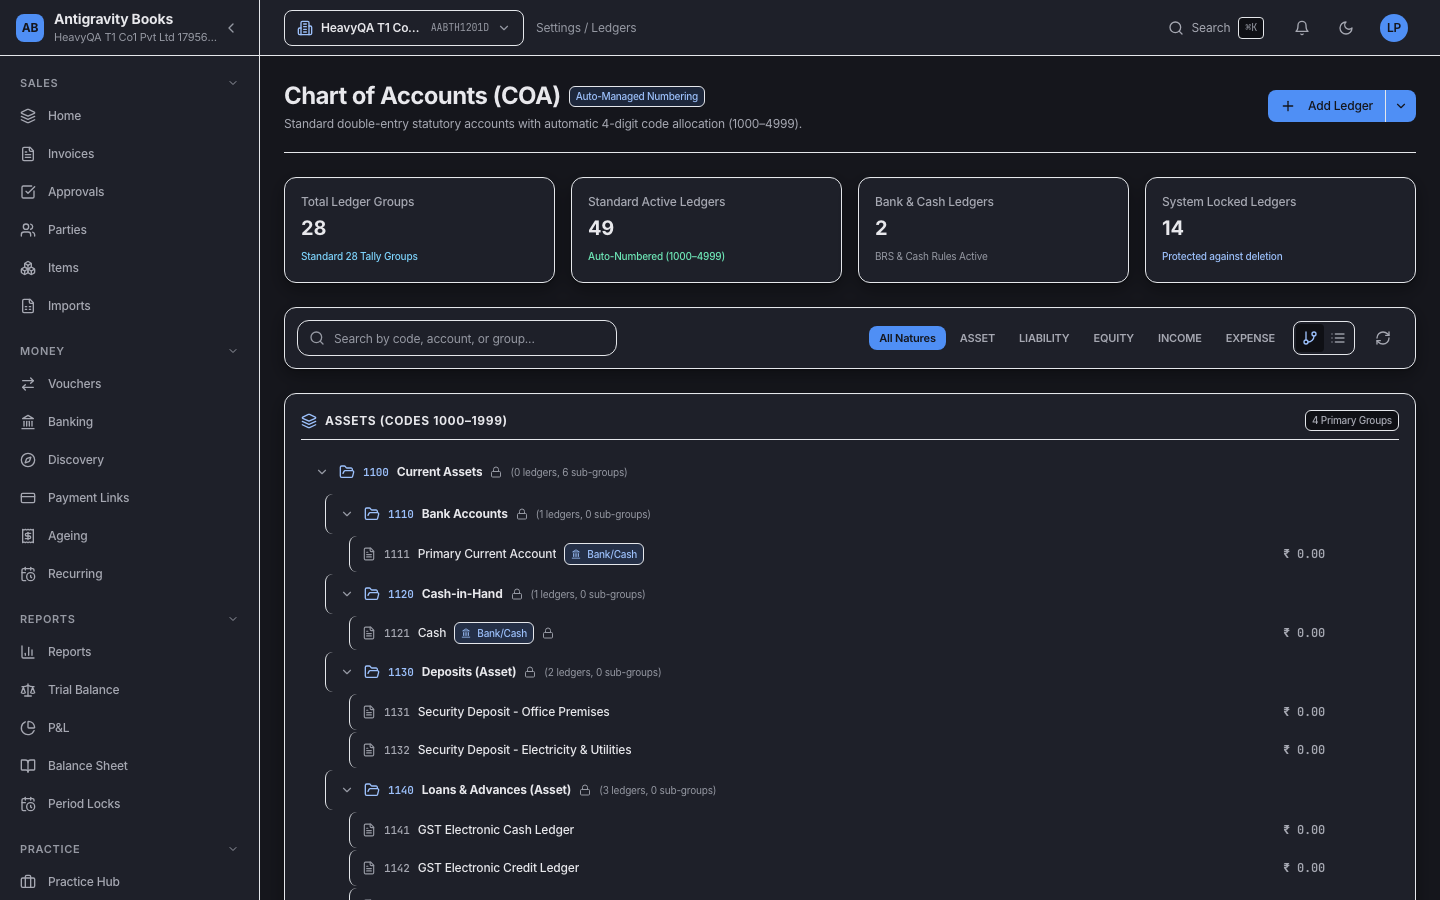 AB
Antigravity Books
HeavyQA T1 Co1 Pvt Ltd 17956...
SALES
Home
Invoices
Approvals
Parties
Items
Imports
MONEY
Vouchers
Banking
Discovery
Payment Links
Ageing
Recurring
REPORTS
Reports
Trial Balance
P&L
Balance Sheet
Period Locks
PRACTICE
Practice Hub
HeavyQA T1 Co... AABTH1201D
Settings / Ledgers
Search ⌘K
LP
Chart of Accounts (COA) Auto-Managed Numbering
Standard double-entry statutory accounts with automatic 4-digit code allocation (1000–4999).
Add Ledger
Total Ledger Groups
28
Standard 28 Tally Groups
Standard Active Ledgers
49
Auto-Numbered (1000–4999)
Bank & Cash Ledgers
2
BRS & Cash Rules Active
System Locked Ledgers
14
Protected against deletion
Search by code, account, or group...
All Natures ASSET LIABILITY EQUITY INCOME EXPENSE
ASSETS (CODES 1000–1999) 4 Primary Groups
1100 Current Assets (0 ledgers, 6 sub-groups)
1110 Bank Accounts (1 ledgers, 0 sub-groups)
1111 Primary Current Account Bank/Cash ₹ 0.00
1120 Cash-in-Hand (1 ledgers, 0 sub-groups)
1121 Cash Bank/Cash ₹ 0.00
1130 Deposits (Asset) (2 ledgers, 0 sub-groups)
1131 Security Deposit - Office Premises ₹ 0.00
1132 Security Deposit - Electricity & Utilities ₹ 0.00
1140 Loans & Advances (Asset) (3 ledgers, 0 sub-groups)
1141 GST Electronic Cash Ledger ₹ 0.00
1142 GST Electronic Credit Ledger ₹ 0.00